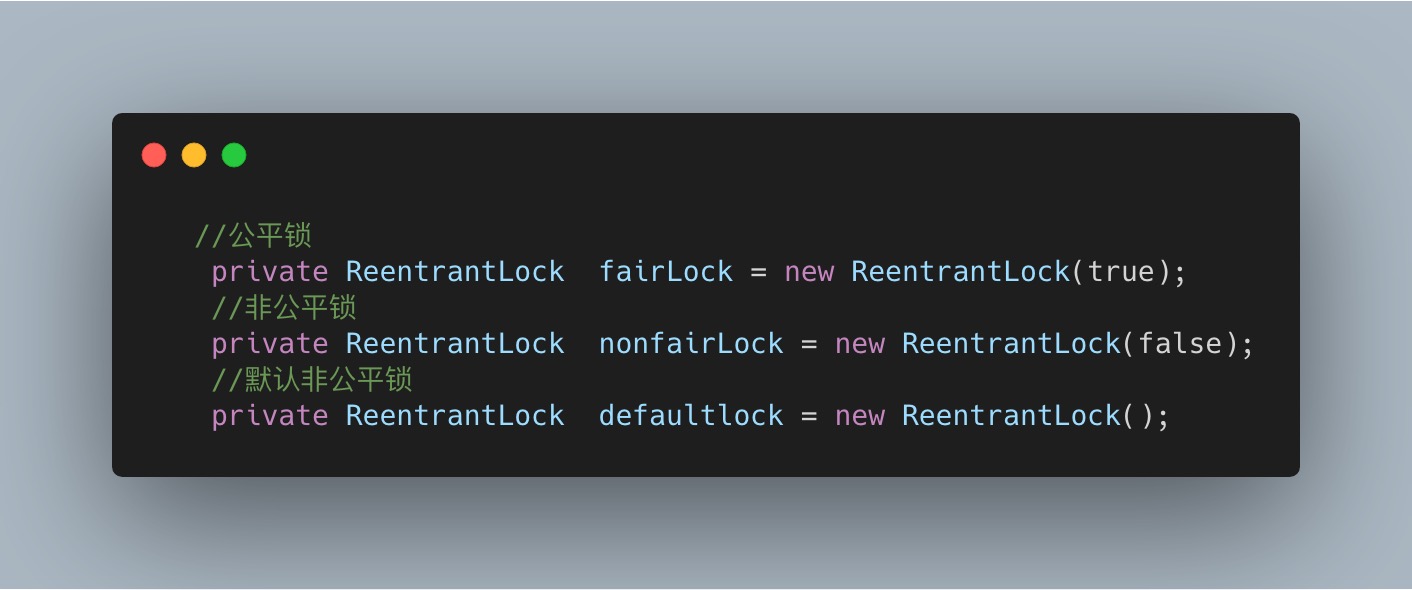 //公平锁
private ReentrantLock  fairLock = new ReentrantLock(true);
//非公平锁
private ReentrantLock  nonfairLock = new ReentrantLock(false);
//默认非公平锁
private ReentrantLock  defaultlock = new ReentrantLock();